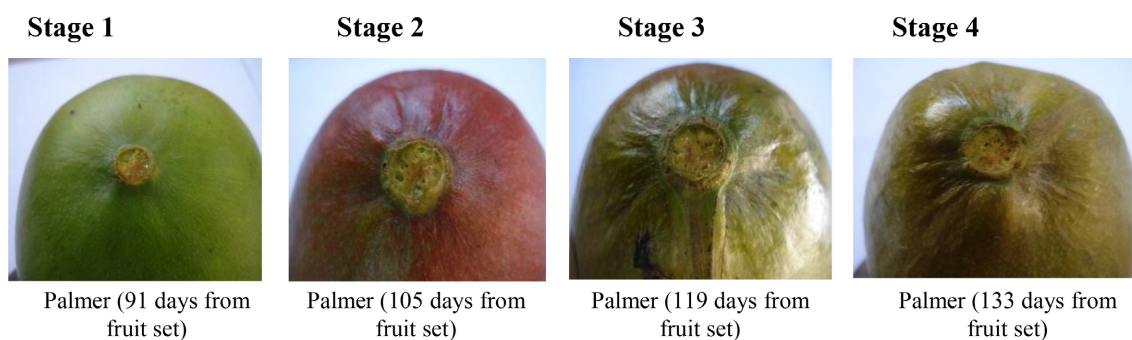 Stage 1
Stage 2
Stage 3
Stage 4
Palmer (91 days from
fruit set)
Palmer (105 days from
fruit set)
Palmer (119 days from
fruit set)
Palmer (133 days from
fruit set)